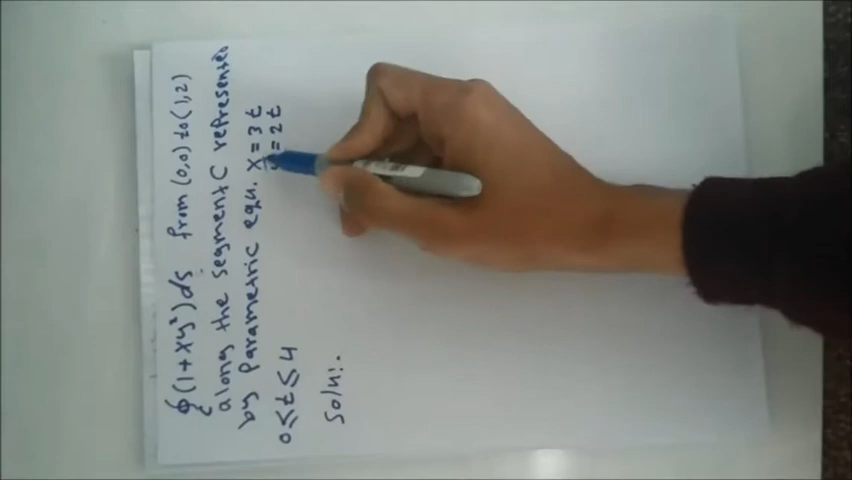 ∮c (1+xy²) ds from (0,0) to (1,2)
along the segment C represented
by Parametric equ. x = 3t
= 2t
0 ≤ t ≤ 4
Soln:.